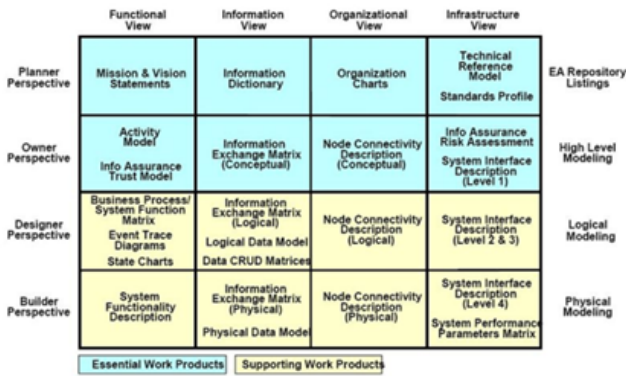 Functional
View
Information
View
Organizational
View
Infrastructure
View
Planner
Perspective
Mission & Vision
Statements
Information
Dictionary
Organization
Charts
Technical
Reference
Model
Standards Profile
EA Repository
Listings
Owner
Perspective
Activity
Model
Info Assurance
Trust Model
Information
Exchange Matrix
(Conceptual)
Node Connectivity
Description
(Conceptual)
Info Assurance
Risk Assessment
System Interface
Description
(Level 1)
High Level
Modeling
Designer
Perspective
Business Process/
System Function
Matrix
Event Trace
Diagrams
State Charts
Information
Exchange Matrix
(Logical)
Logical Data Model
Data CRUD Matrices
Node Connectivity
Description
(Logical)
System Interface
Description
(Level 2 & 3)
Logical
Modeling
Builder
Perspective
System
Functionality
Description
Information
Exchange Matrix
(Physical)
Physical Data Model
Node Connectivity
Description
(Physical)
System Interface
Description
(Level 4)
System Performance
Parameters Matrix
Physical
Modeling
Essential Work Products
Supporting Work Products